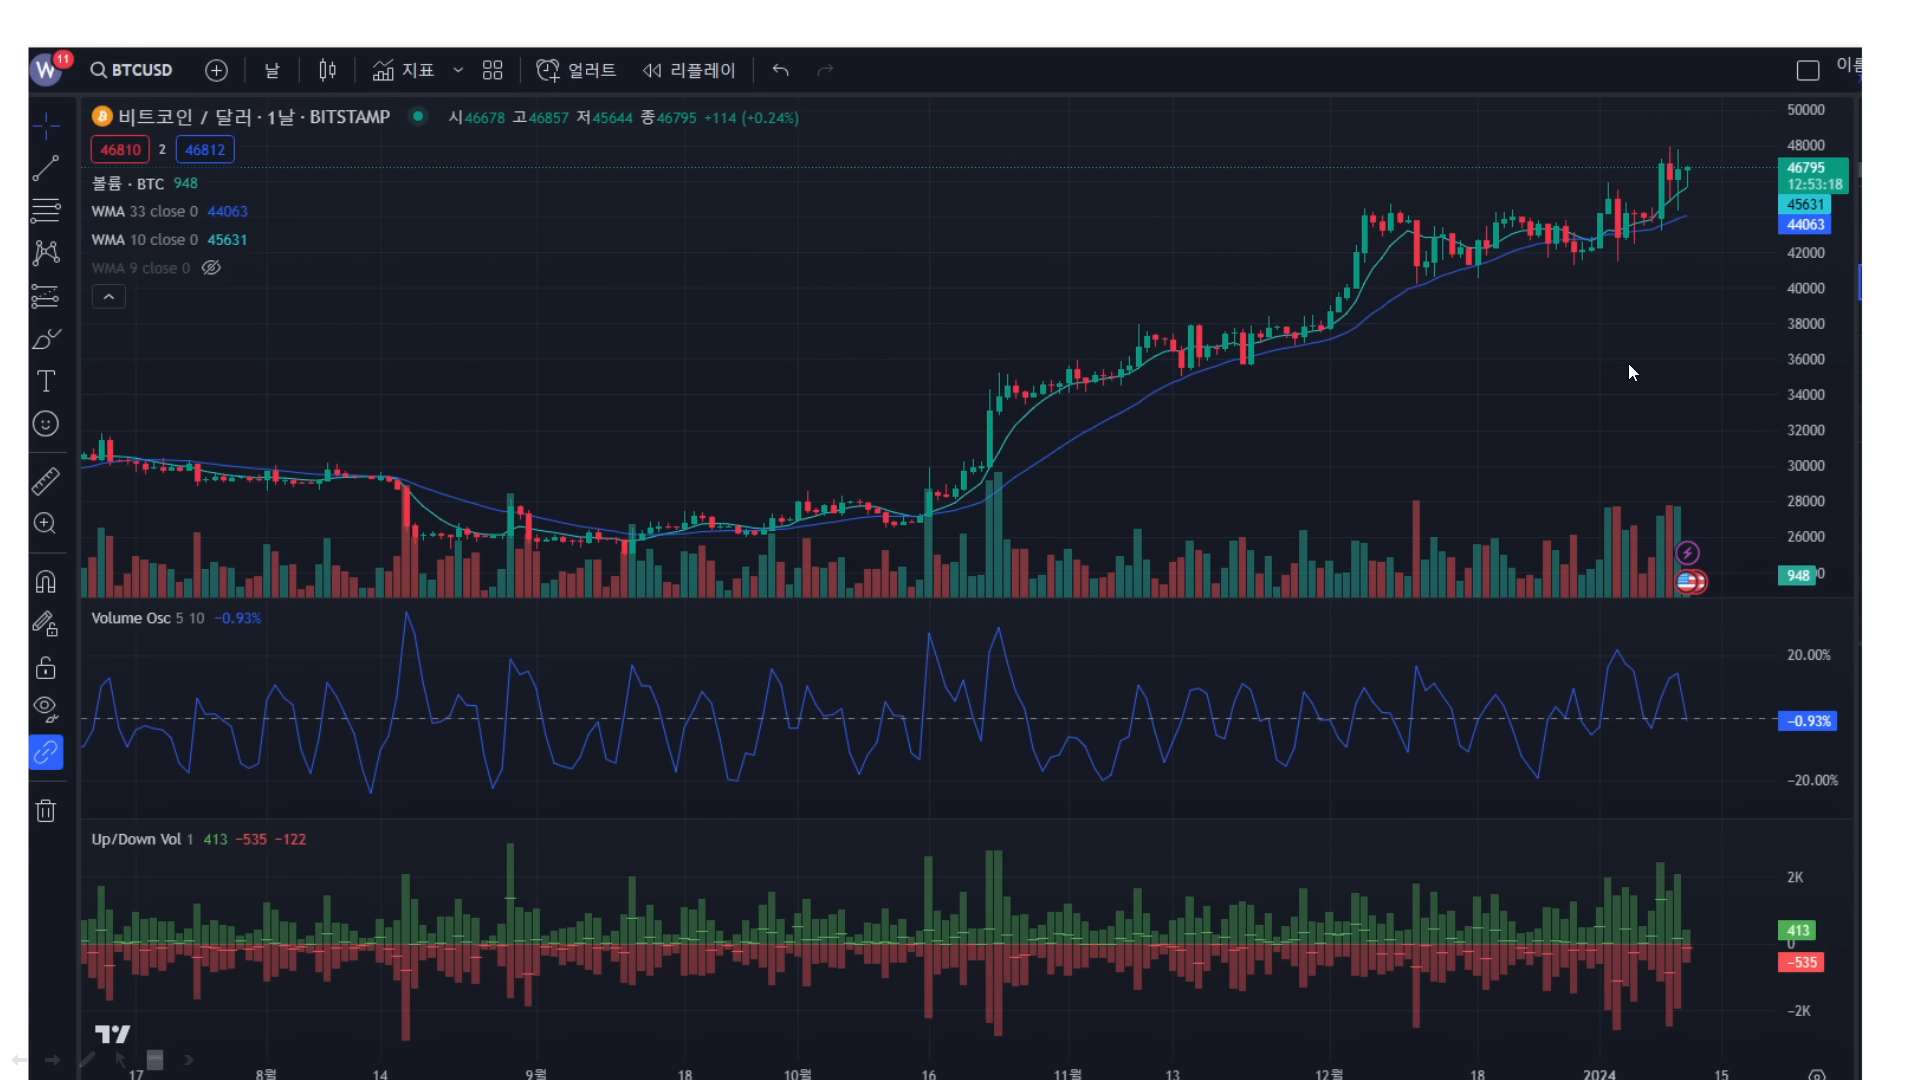 W 11 BTCUSD 날 지표 얼러트 리플레이
비트코인 / 달러 · 1날 · BITSTAMP 시46678 고46857 저45644 종46795 +114 (+0.24%)
46810 2 46812
볼륨 · BTC 948
WMA 33 close 0 44063
WMA 10 close 0 45631
WMA 9 close 0
50000
48000
46795
12:53:18
45631
44063
42000
40000
38000
36000
34000
32000
30000
28000
26000
948
Volume Osc 5 10 −0.93%
20.00%
−0.93%
−20.00%
Up/Down Vol 1 413 −535 −122
2K
413
0
−535
−2K
17 8월 14 9월 18 10월 16 11월 13 12월 18 2024 15